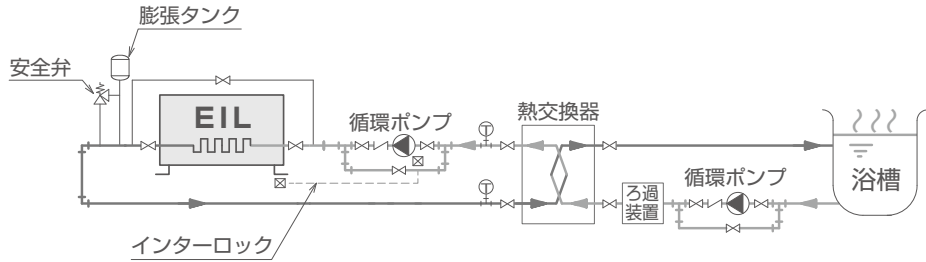 膨張タンク
安全弁
EIL
循環ポンプ
熱交換器
T
T
ろ過
装置
循環ポンプ
浴槽
インターロック